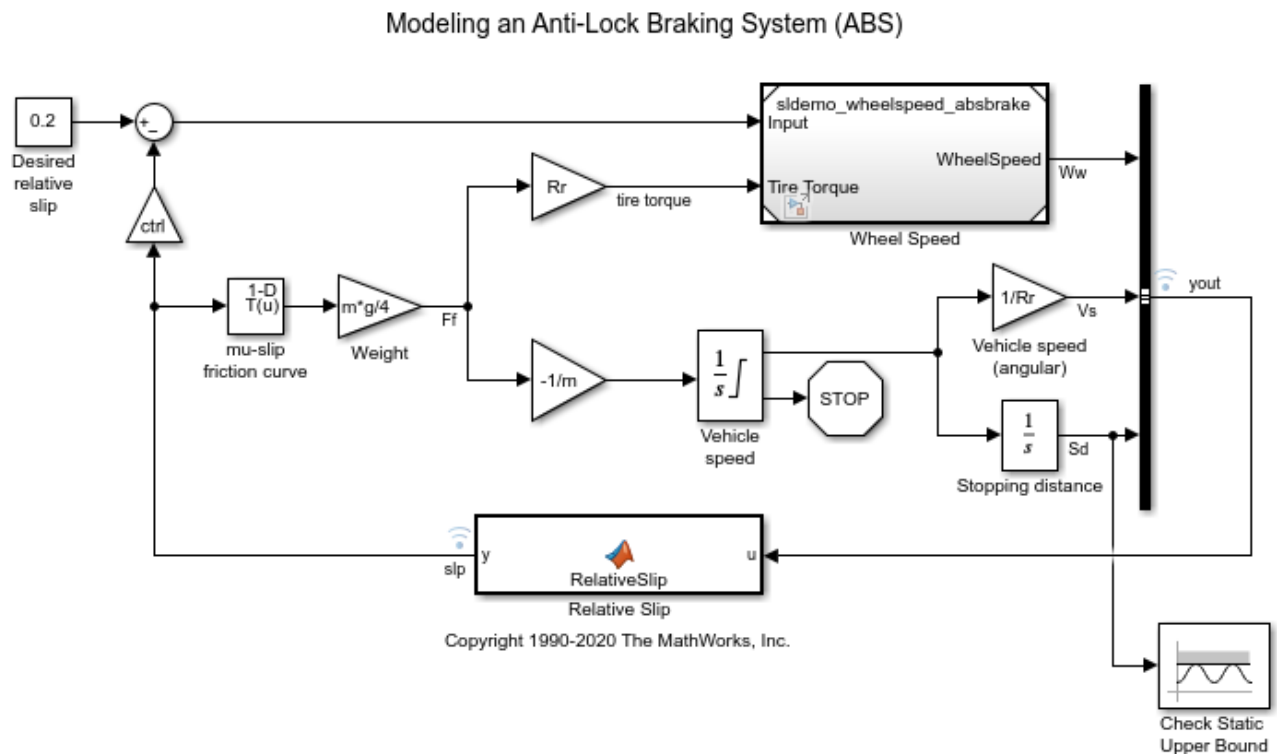 Modeling an Anti-Lock Braking System (ABS)
0.2
Desired
relative
slip
+
_
ctrl
sldemo_wheelspeed_absbrake
Input
WheelSpeed
Tire Torque
Wheel Speed
Ww
Rr
tire torque
1-D
T(u)
mu-slip
friction curve
m*g/4
Weight
Ff
-1/m
1
s
Vehicle
speed
STOP
1/Rr
Vs
Vehicle speed
(angular)
1
s
Sd
Stopping distance
yout
slp
y
u
RelativeSlip
Relative Slip
Copyright 1990-2020 The MathWorks, Inc.
Check Static
Upper Bound